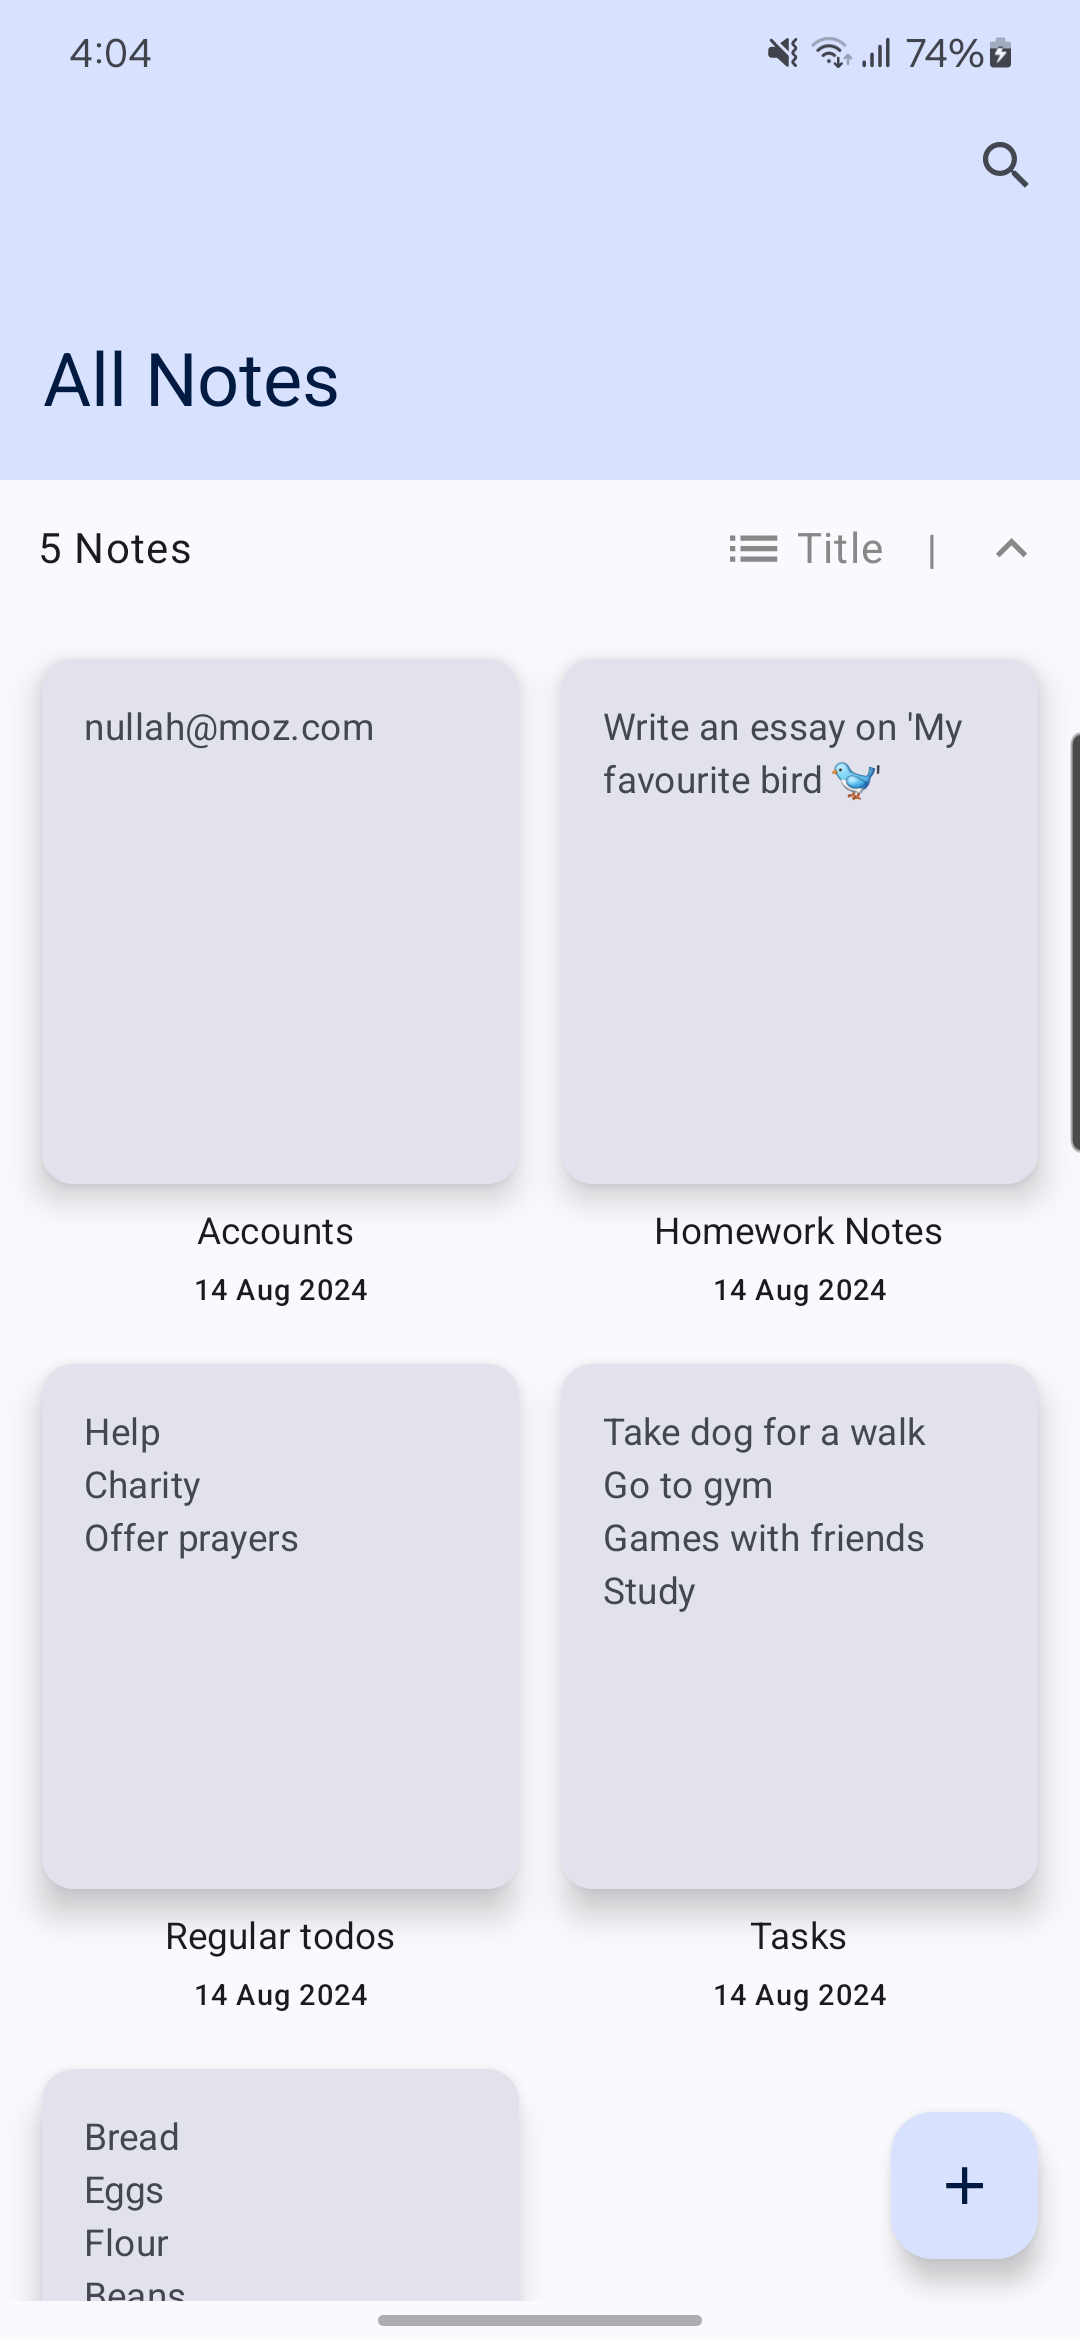 4:04
74%
All Notes
5 Notes
Title |
nullah@moz.com
Accounts
14 Aug 2024
Write an essay on 'My
favourite bird 🐦'
Homework Notes
14 Aug 2024
Help
Charity
Offer prayers
Regular todos
14 Aug 2024
Take dog for a walk
Go to gym
Games with friends
Study
Tasks
14 Aug 2024
Bread
Eggs
Flour
Beans